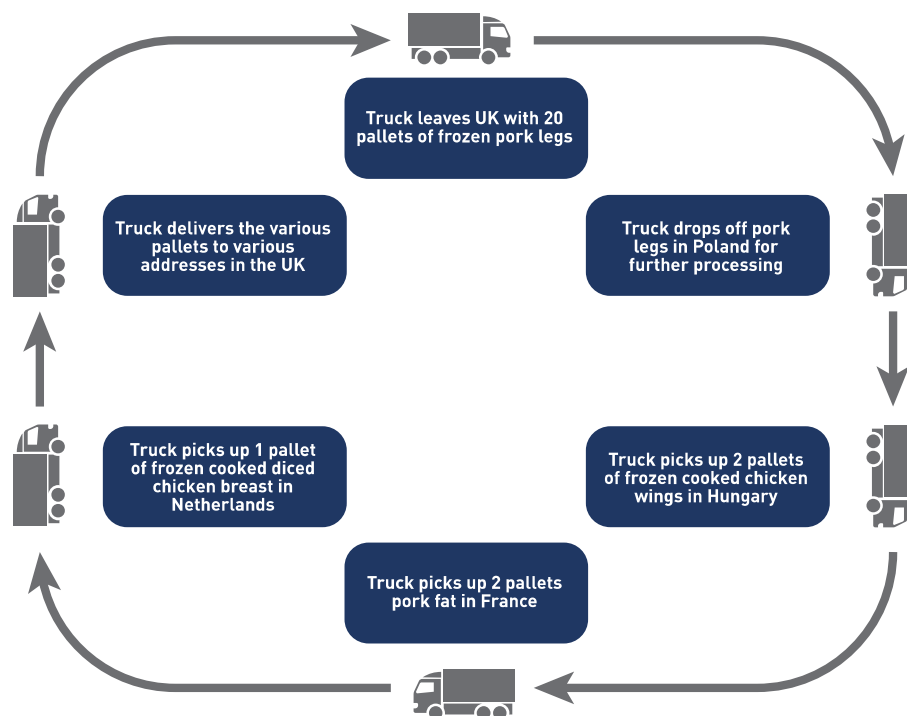 Truck leaves UK with 20
pallets of frozen pork legs
Truck drops off pork
legs in Poland for
further processing
Truck picks up 2 pallets
of frozen cooked chicken
wings in Hungary
Truck picks up 2 pallets
pork fat in France
Truck picks up 1 pallet
of frozen cooked diced
chicken breast in
Netherlands
Truck delivers the various
pallets to various
addresses in the UK